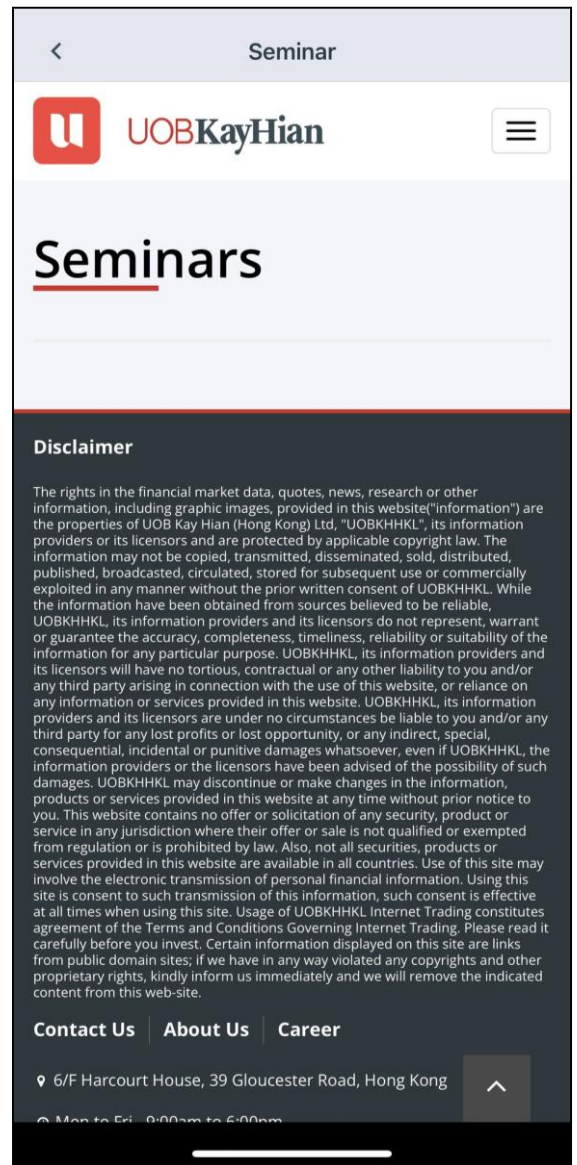 Seminar
u UOBKayHian
Seminars
Disclaimer
The rights in the financial market data, quotes, news, research or other
information, including graphic images, provided in this website("information") are
the properties of UOB Kay Hian (Hong Kong) Ltd, "UOBKHHKL", its information
providers or its licensors and are protected by applicable copyright law. The
information may not be copied, transmitted, disseminated, sold, distributed,
published, broadcasted, circulated, stored for subsequent use or commercially
exploited in any manner without the prior written consent of UOBKHHKL. While
the information have been obtained from sources believed to be reliable,
UOBKHHKL, its information providers and its licensors do not represent, warrant
or guarantee the accuracy, completeness, timeliness, reliability or suitability of the
information for any particular purpose. UOBKHHKL, its information providers and
its licensors will have no tortious, contractual or any other liability to you and/or
any third party arising in connection with the use of this website, or reliance on
any information or services provided in this website. UOBKHHKL, its information
providers and its licensors are under no circumstances be liable to you and/or any
third party for any lost profits or lost opportunity, or any indirect, special,
consequential, incidental or punitive damages whatsoever, even if UOBKHHKL, the
information providers or the licensors have been advised of the possibility of such
damages. UOBKHHKL may discontinue or make changes in the information,
products or services provided in this website at any time without prior notice to
you. This website contains no offer or solicitation of any security, product or
service in any jurisdiction where their offer or sale is not qualified or exempted
from regulation or is prohibited by law. Also, not all securities, products or
services provided in this website are available in all countries. Use of this site may
involve the electronic transmission of personal financial information. Using this
site is consent to such transmission of this information, such consent is effective
at all times when using this site. Usage of UOBKHHKL Internet Trading constitutes
agreement of the Terms and Conditions Governing Internet Trading. Please read it
carefully before you invest. Certain information displayed on this site are links
from public domain sites; if we have in any way violated any copyrights and other
proprietary rights, kindly inform us immediately and we will remove the indicated
content from this web-site.
Contact Us About Us Career
6/F Harcourt House, 39 Gloucester Road, Hong Kong
Mon to Fri 9:00am to 6:00pm